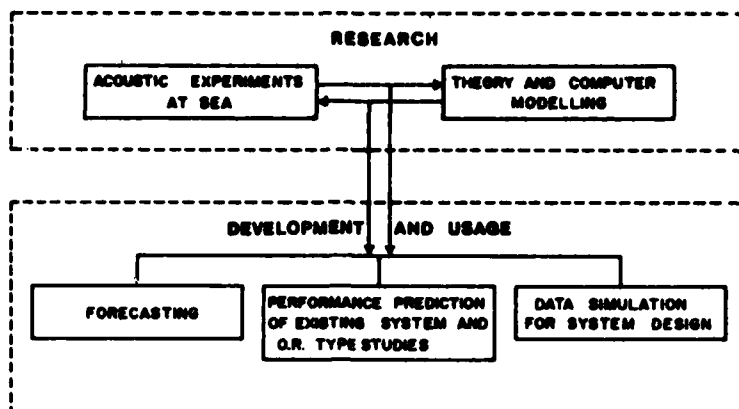 RESEARCH
ACOUSTIC EXPERIMENTS
AT SEA
THEORY AND COMPUTER
MODELLING
DEVELOPMENT AND USAGE
FORECASTING
PERFORMANCE PREDICTION
OF EXISTING SYSTEM AND
O.R. TYPE STUDIES
DATA SIMULATION
FOR SYSTEM DESIGN